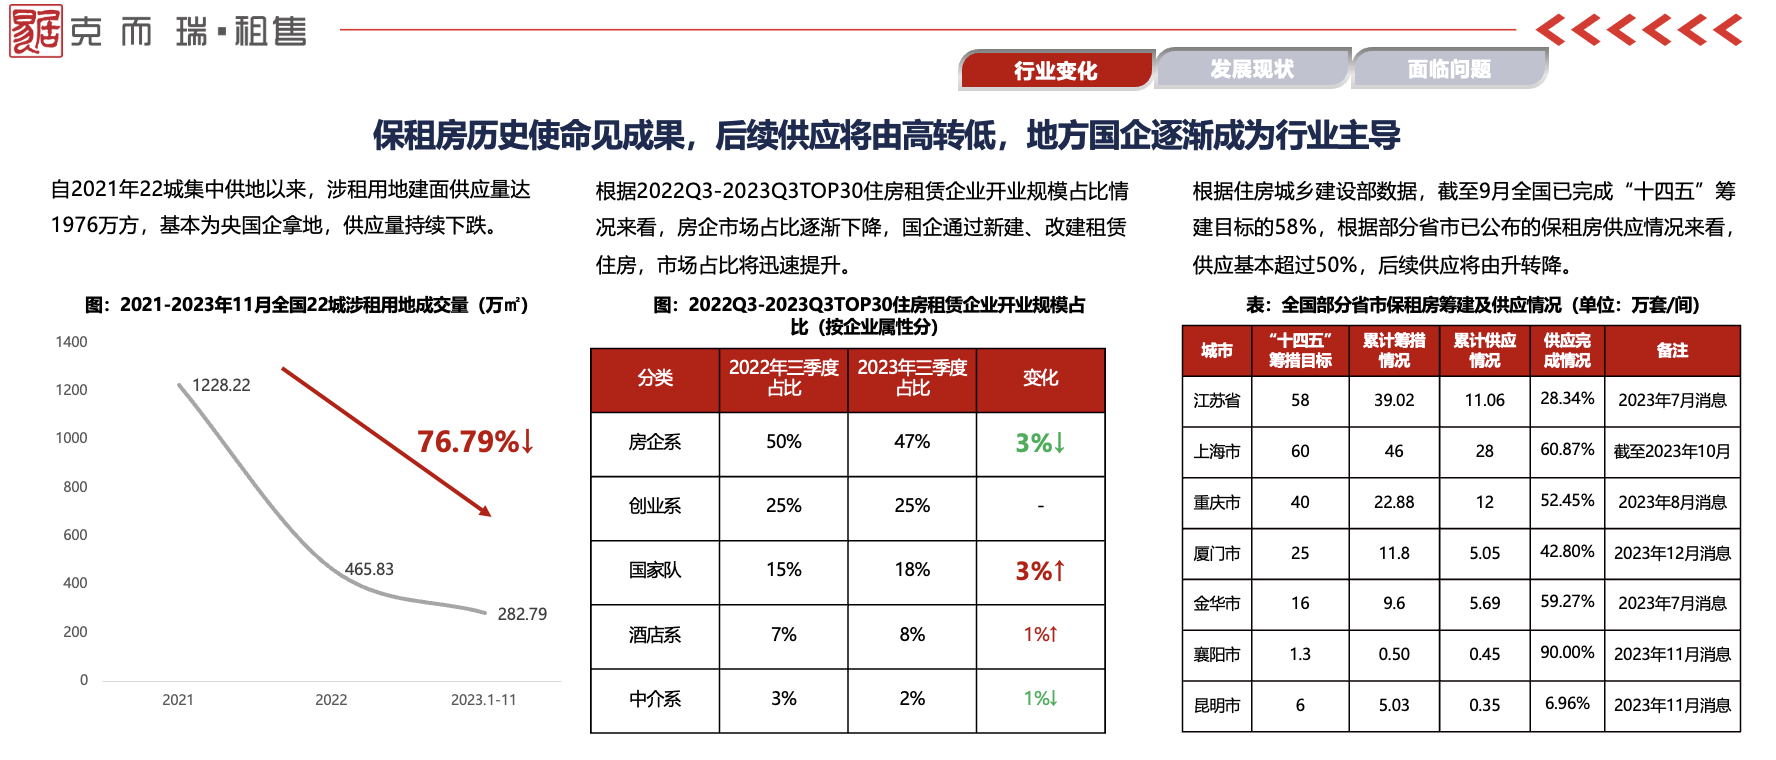 克而瑞·租售
行业变化
发展现状
面临问题
保租房历史使命见成果，后续供应将由高转低，地方国企逐渐成为行业主导
自2021年22城集中供地以来，涉租用地建面供应量达
1976万方，基本为央国企拿地，供应量持续下跌。
图：2021-2023年11月全国22城涉租用地成交量（万㎡）
1400
1200
1000
800
600
400
200
0
1228.22
465.83
282.79
76.79%↓
2021
2022
2023.1-11
根据2022Q3-2023Q3TOP30住房租赁企业开业规模占比情
况来看，房企市场占比逐渐下降，国企通过新建、改建租赁
住房，市场占比将迅速提升。
图：2022Q3-2023Q3TOP30住房租赁企业开业规模占
比（按企业属性分）
分类 2022年三季度占比 2023年三季度占比 变化
房企系 50% 47% 3%↓
创业系 25% 25% -
国家队 15% 18% 3%↑
酒店系 7% 8% 1%↑
中介系 3% 2% 1%↓
根据住房城乡建设部数据，截至9月全国已完成“十四五”筹
建目标的58%，根据部分省市已公布的保租房供应情况来看，
供应基本超过50%，后续供应将由升转降。
表：全国部分省市保租房筹建及供应情况（单位：万套/间）
城市 “十四五”筹措目标 累计筹措情况 累计供应情况 供应完成情况 备注
江苏省 58 39.02 11.06 28.34% 2023年7月消息
上海市 60 46 28 60.87% 截至2023年10月
重庆市 40 22.88 12 52.45% 2023年8月消息
厦门市 25 11.8 5.05 42.80% 2023年12月消息
金华市 16 9.6 5.69 59.27% 2023年7月消息
襄阳市 1.3 0.50 0.45 90.00% 2023年11月消息
昆明市 6 5.03 0.35 6.96% 2023年11月消息